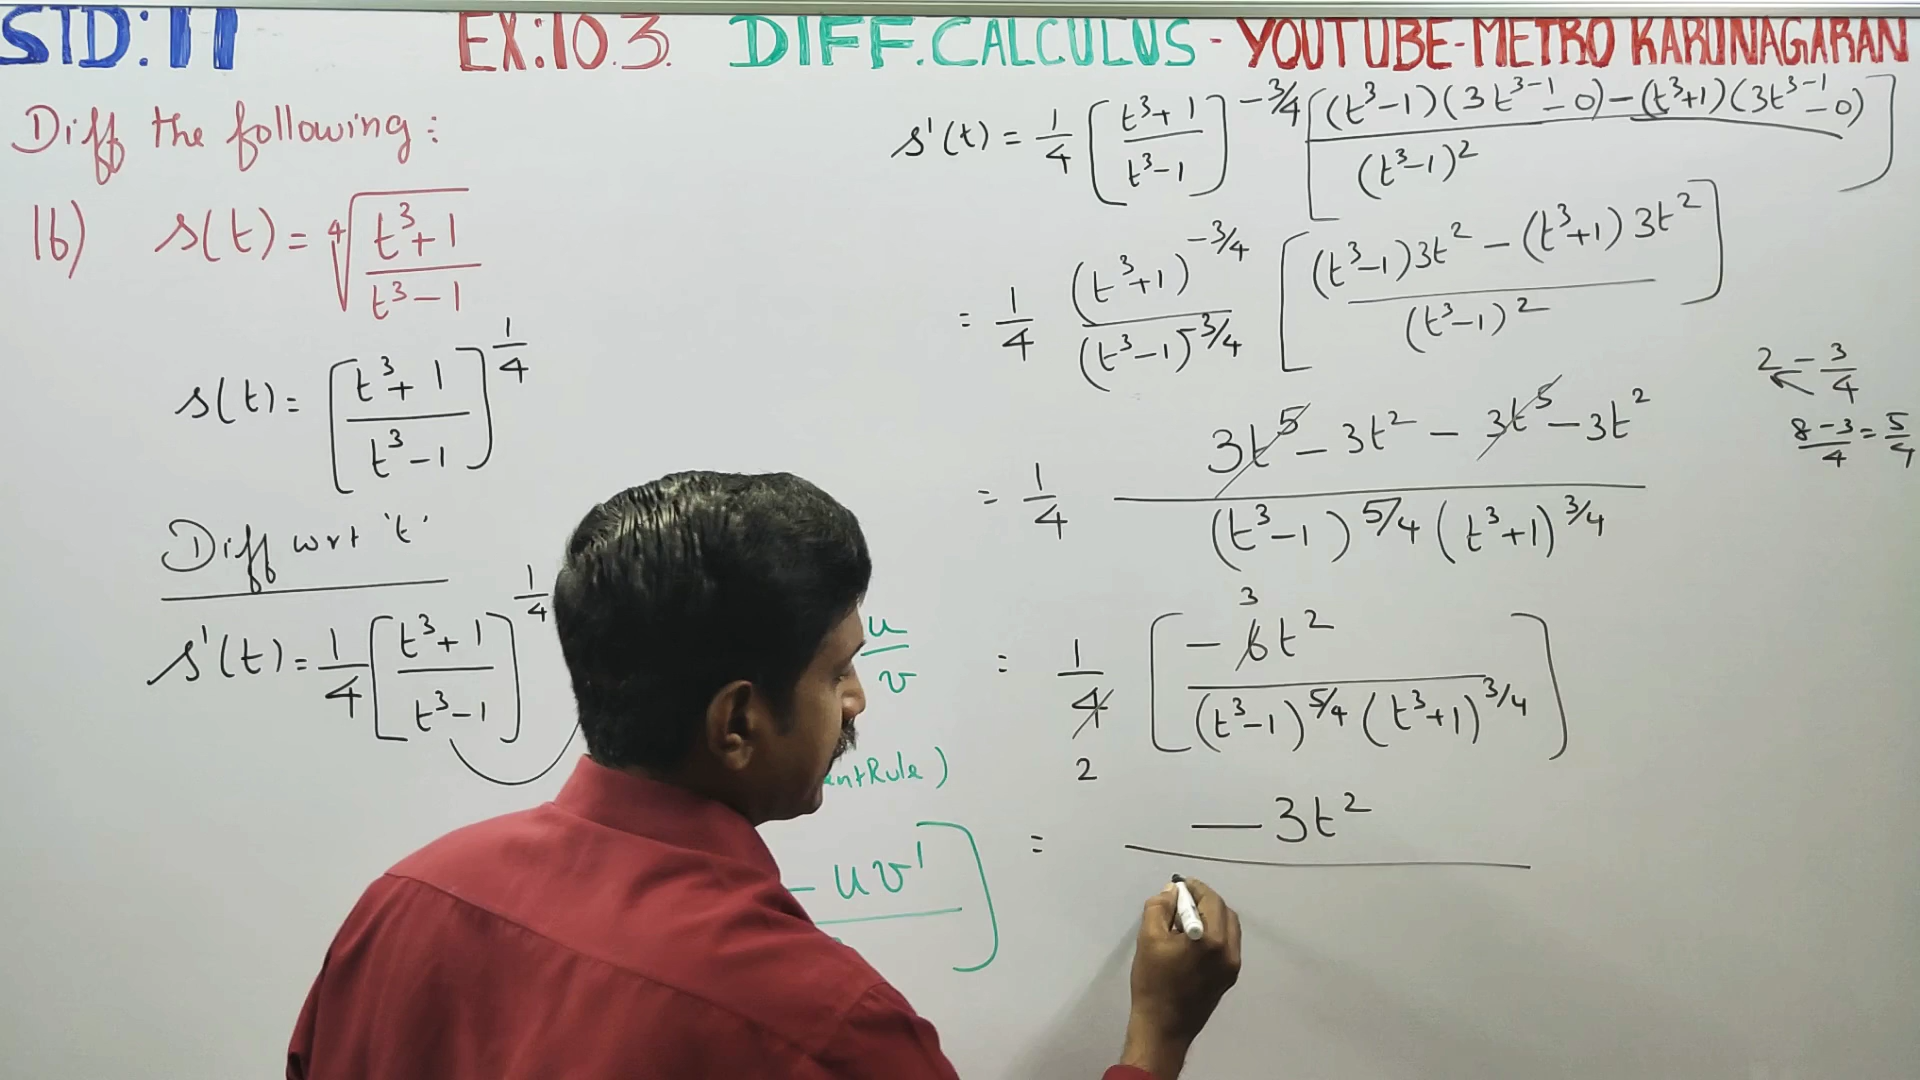 STD: 11 EX: 10.3. DIFF. CALCULUS - YOUTUBE - METRO KARUNAGARAN
Diff the following:
16) s(t) = ∜((t³+1)/(t³-1))
s(t) = [(t³+1)/(t³-1)]^(1/4)
Diff wrt 't'
s'(t) = 1/4 [(t³+1)/(t³-1)]^(1/4
u/v
Rule)
- uv']
s'(t) = 1/4 [(t³+1)/(t³-1)]^(-3/4) [((t³-1)(3t^(3-1) - 0) - (t³+1)(3t^(3-1) - 0))/(t³-1)²]
= 1/4 (t³+1)^(-3/4)/(t³-1)^(-3/4) [((t³-1)3t² - (t³+1)3t²)/(t³-1)²]
2 - 3/4
(8-3)/4 = 5/4
= 1/4 (3t⁵ - 3t² - 3t⁵ - 3t²)/((t³-1)^(5/4) (t³+1)^(3/4))
3
= 1/4 [-6t²/((t³-1)^(5/4) (t³+1)^(3/4))]
2
= -3t²